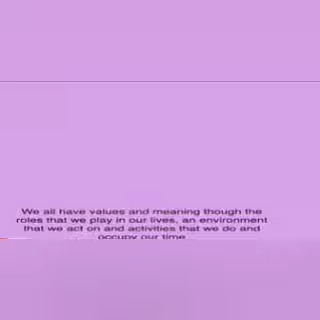 We all have values and meaning though the
roles that we play in our lives, an environment
that we act on and activities that we do and
occupy our time